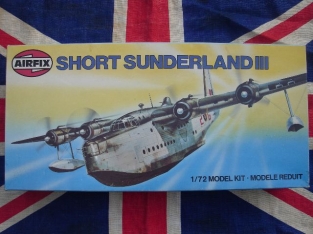 AIRFIX
SHORT SUNDERLAND III
1/72 MODEL KIT · MODELE REDUIT